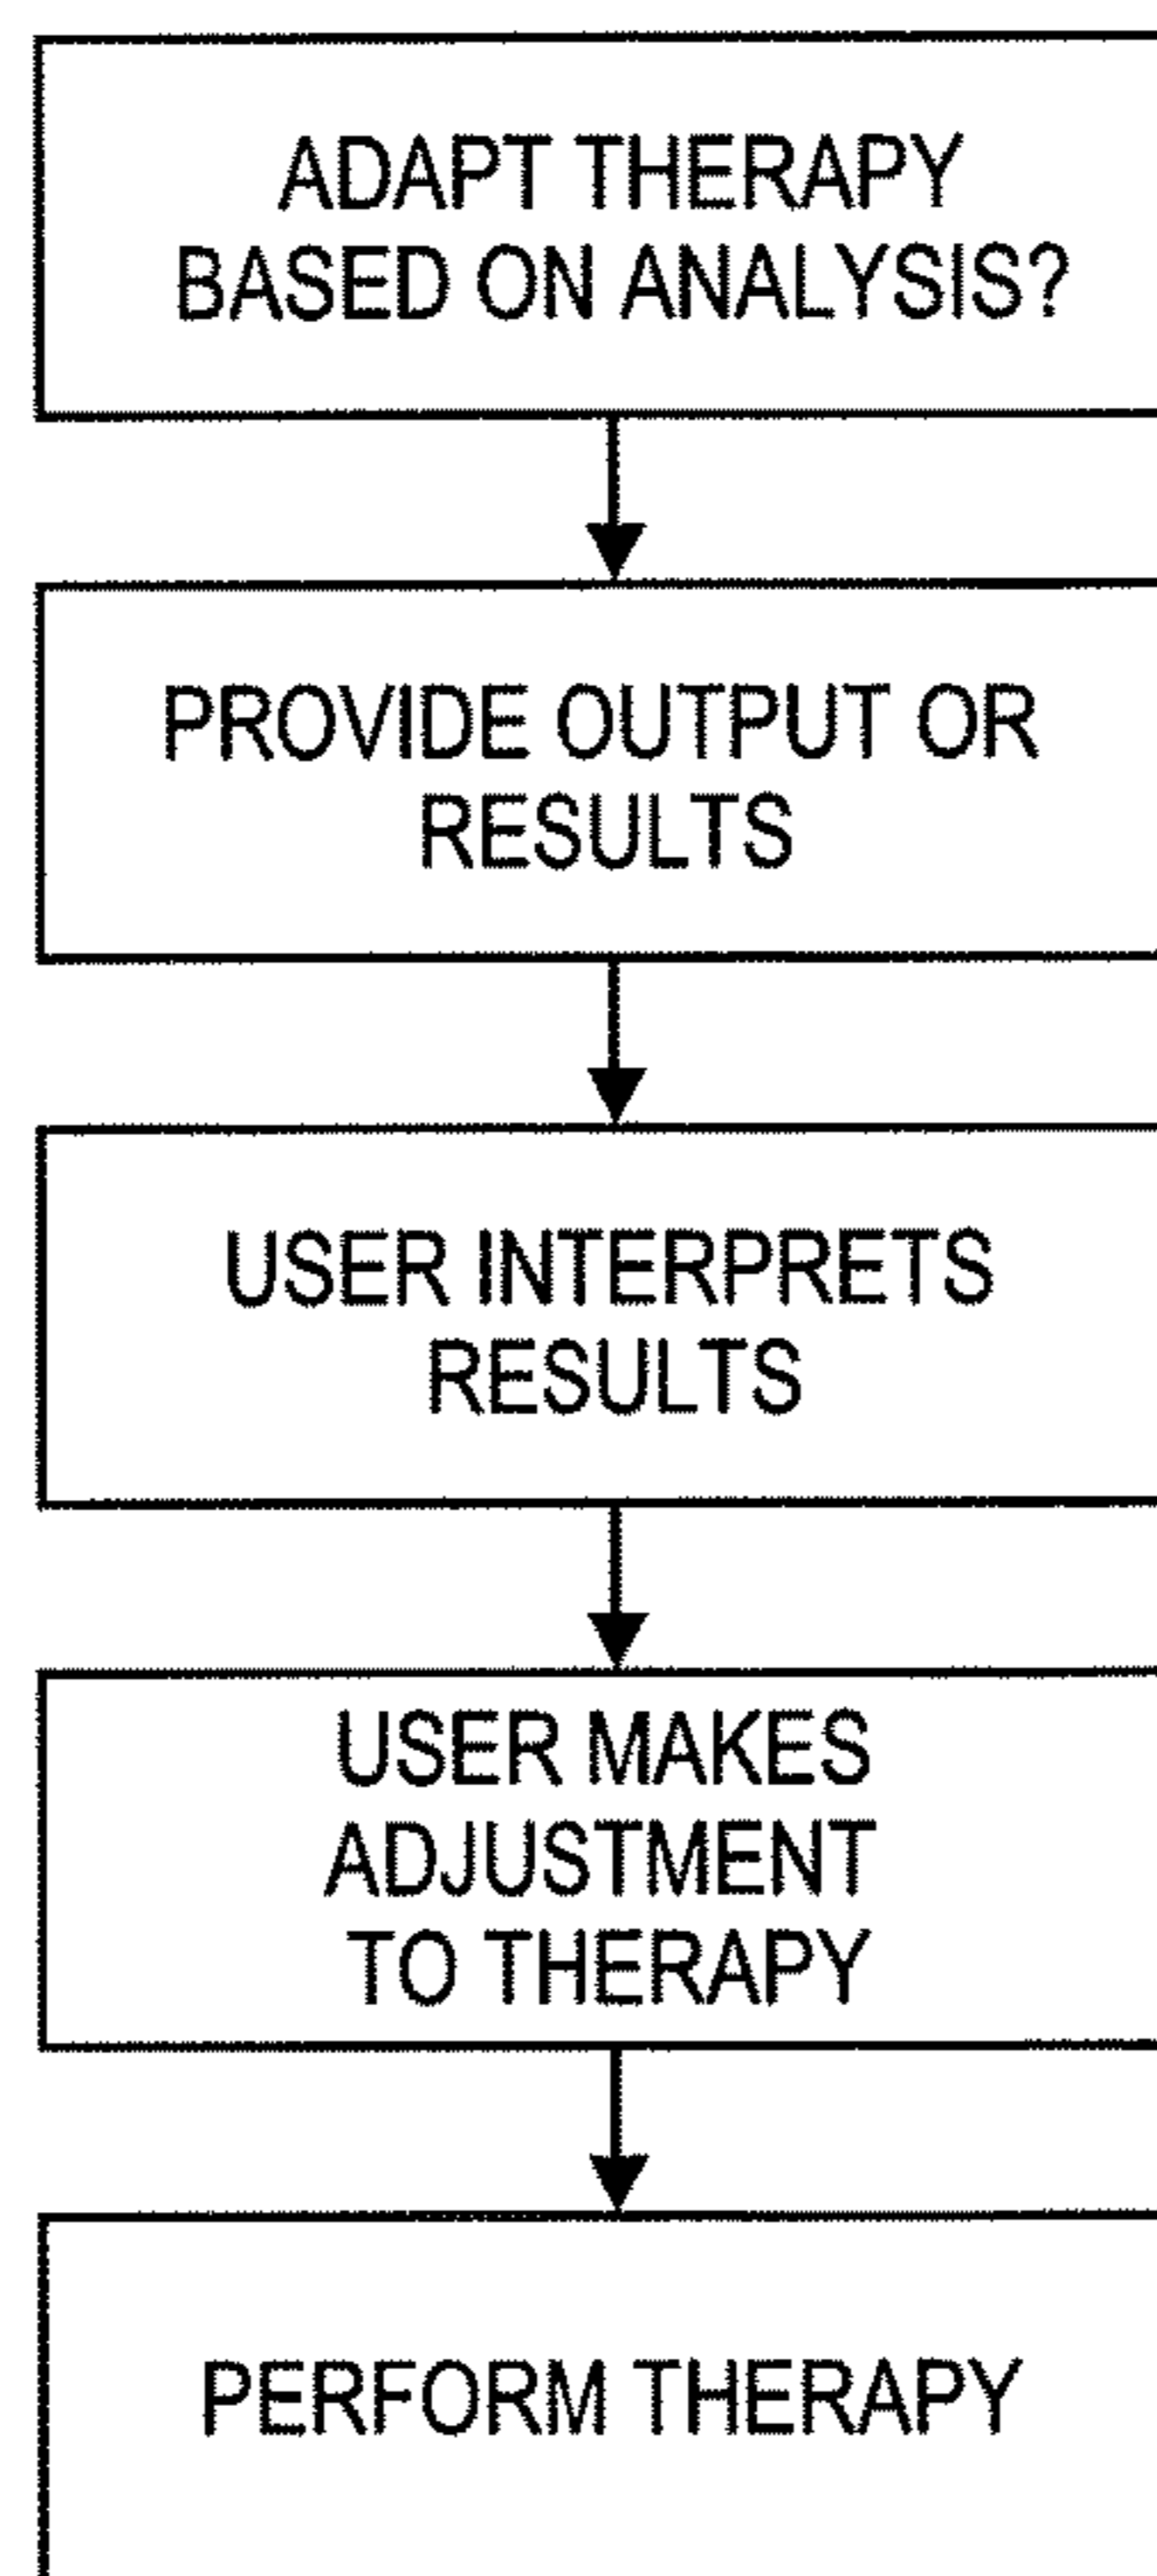 ADAPT THERAPY
BASED ON ANALYSIS?
PROVIDE OUTPUT OR
RESULTS
USER INTERPRETS
RESULTS
USER MAKES
ADJUSTMENT
TO THERAPY
PERFORM THERAPY